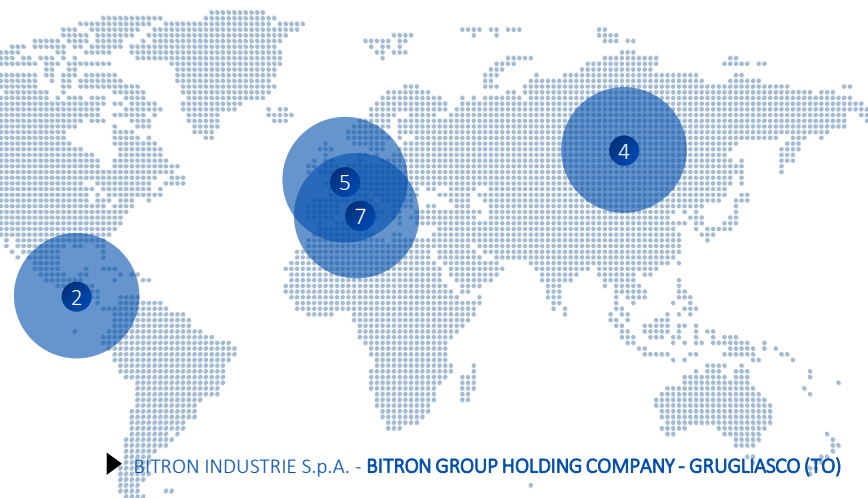 4
5
7
2
BITRON INDUSTRIE S.p.A. - BITRON GROUP HOLDING COMPANY - GRUGLIASCO (TO)